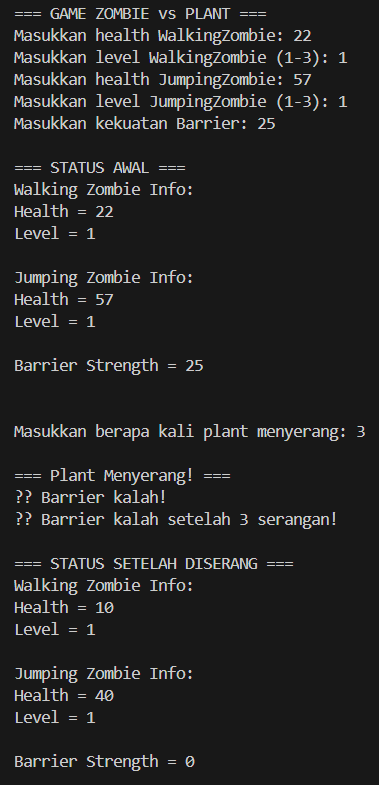 === GAME ZOMBIE vs PLANT ===
Masukkan health WalkingZombie: 22
Masukkan level WalkingZombie (1-3): 1
Masukkan health JumpingZombie: 57
Masukkan level JumpingZombie (1-3): 1
Masukkan kekuatan Barrier: 25
=== STATUS AWAL ===
Walking Zombie Info:
Health = 22
Level = 1
Jumping Zombie Info:
Health = 57
Level = 1
Barrier Strength = 25
Masukkan berapa kali plant menyerang: 3
=== Plant Menyerang! ===
?? Barrier kalah!
?? Barrier kalah setelah 3 serangan!
=== STATUS SETELAH DISERANG ===
Walking Zombie Info:
Health = 10
Level = 1
Jumping Zombie Info:
Health = 40
Level = 1
Barrier Strength = 0